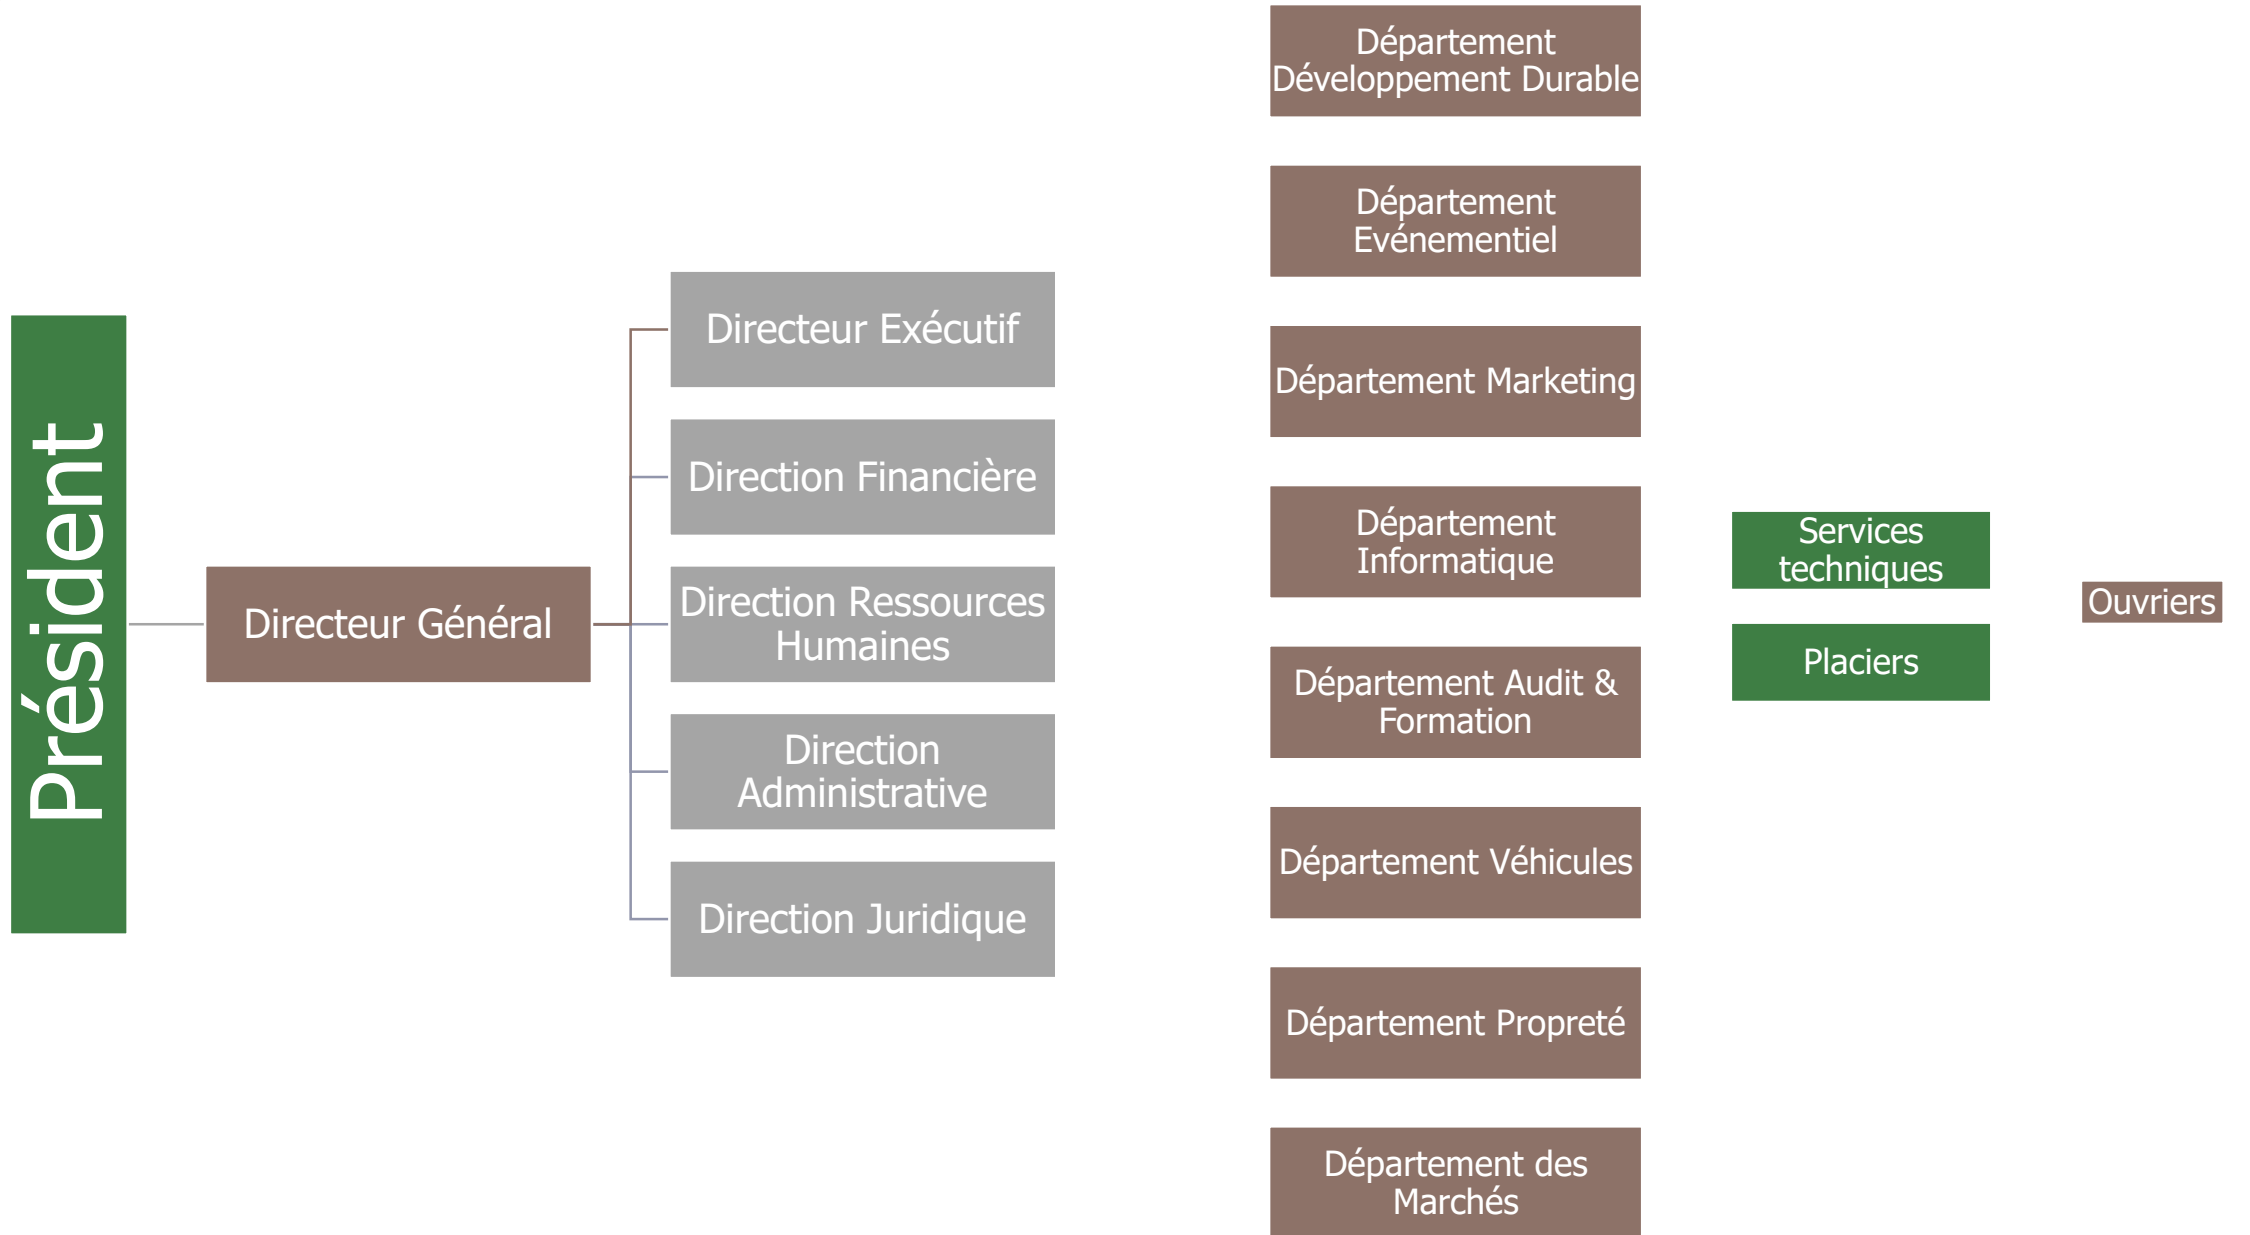 Président
Directeur Général
Directeur Exécutif
Direction Financière
Direction Ressources
Humaines
Direction
Administrative
Direction Juridique
Département
Développement Durable
Département
Evénementiel
Département Marketing
Département
Informatique
Département Audit &
Formation
Département Véhicules
Département Propreté
Département des
Marchés
Services
techniques
Placiers
Ouvriers